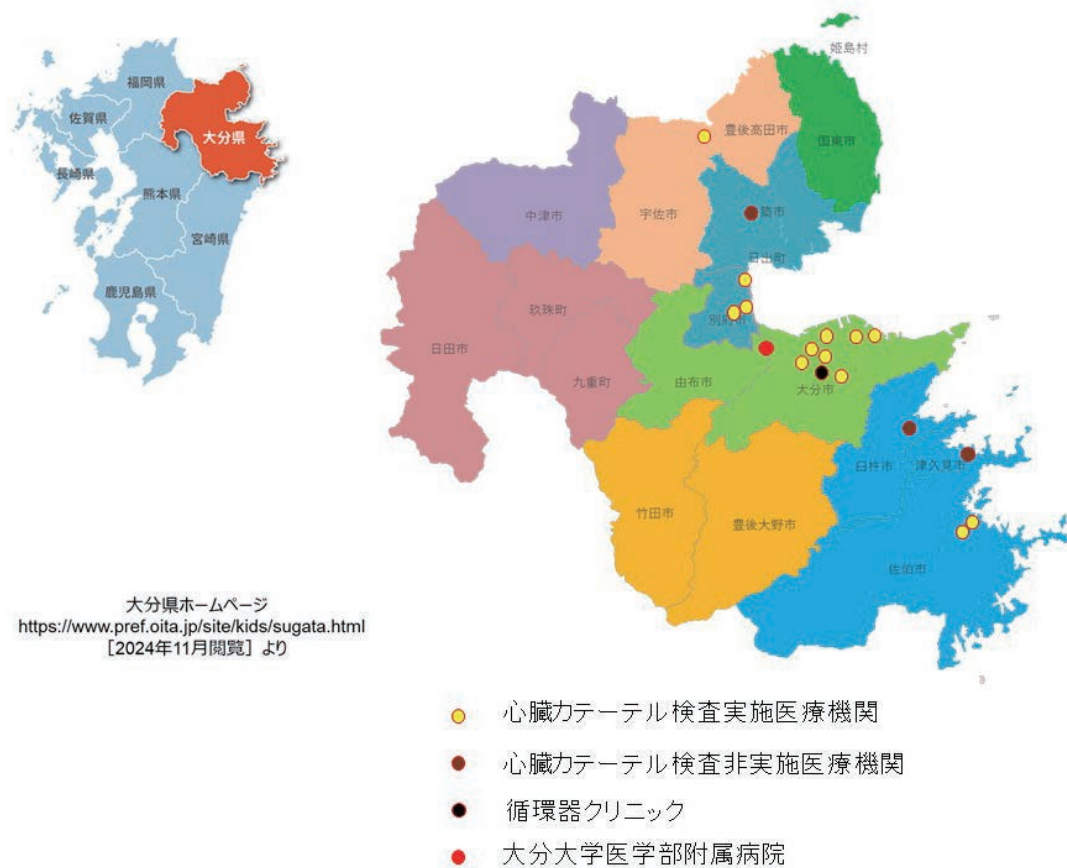 福岡県
佐賀県
大分県
長崎県
熊本県
宮崎県
鹿児島県
姫島村
豊後高田市
国東市
中津市
宇佐市
築市
日出町
玖珠町
別府市
日田市
九重町
由布市
大分市
臼杵市
津久見市
竹田市
豊後大野市
佐伯市
大分県ホームページ
https://www.pref.oita.jp/site/kids/sugata.html
［2024年11月閲覧］より
心臓カテーテル検査実施医療機関
心臓カテーテル検査非実施医療機関
循環器クリニック
大分大学医学部附属病院